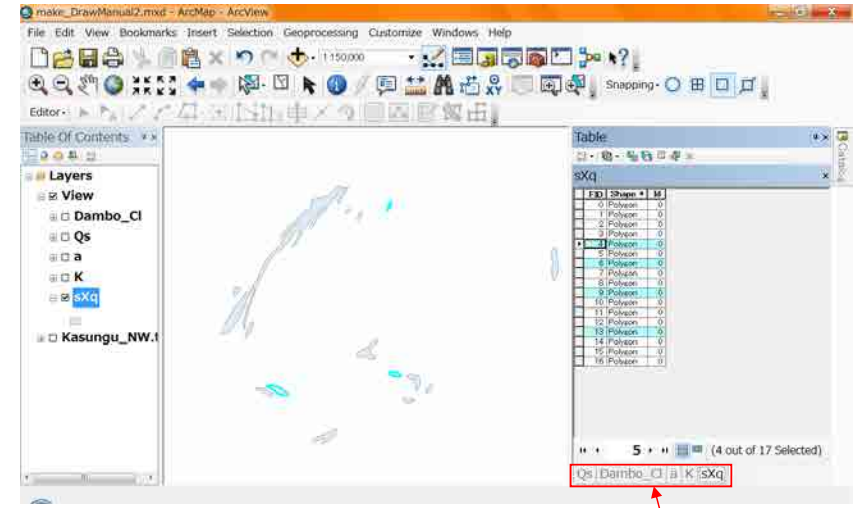 make_DrawManual2.mxd - ArcMap - ArcView
File Edit View Bookmarks Insert Selection Geoprocessing Customize Windows Help
1:150,000
Snapping
Editor
Table Of Contents
Layers
View
Dambo_Cl
Qs
a
K
sXq
Kasungu_NW.t
Table
sXq
FID Shape * Id
0 Polygon 0
1 Polygon 0
2 Polygon 0
3 Polygon 0
4 Polygon 0
5 Polygon 0
6 Polygon 0
7 Polygon 0
8 Polygon 0
9 Polygon 0
10 Polygon 0
11 Polygon 0
12 Polygon 0
13 Polygon 0
14 Polygon 0
15 Polygon 0
16 Polygon 0
5
(4 out of 17 Selected)
Qs Dambo_Cl a K sXq
Catalog